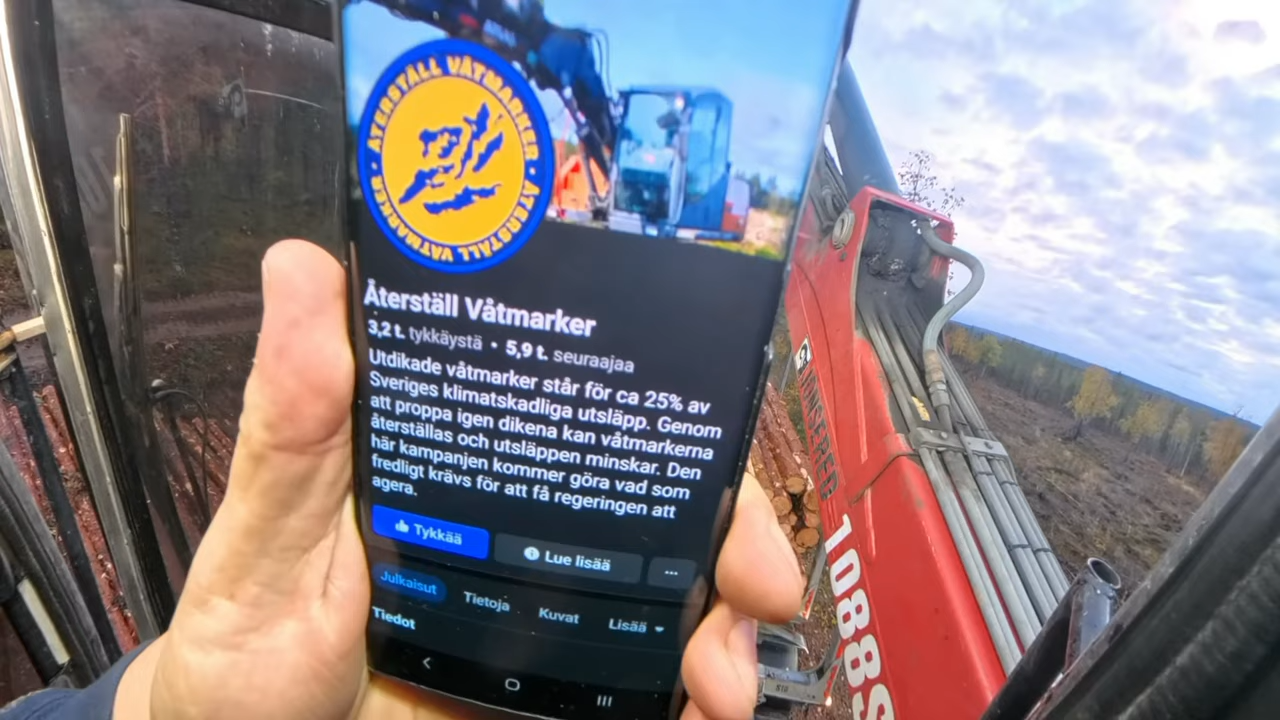 ÅTERSTÄLL VÅTMARKER · ÅTERSTÄLL VÅTMARKER ·
Återställ Våtmarker
3,2 t. tykkäystä • 5,9 t. seuraajaa
Utdikade våtmarker står för ca 25% av
Sveriges klimatskadliga utsläpp. Genom
att proppa igen dikena kan våtmarkerna
återställas och utsläppen minskar. Den
här kampanjen kommer göra vad som
fredligt krävs för att få regeringen att
agera.
Tykkää
Lue lisää
...
Julkaisut
Tietoja
Kuvat
Lisää
Tiedot
1088S